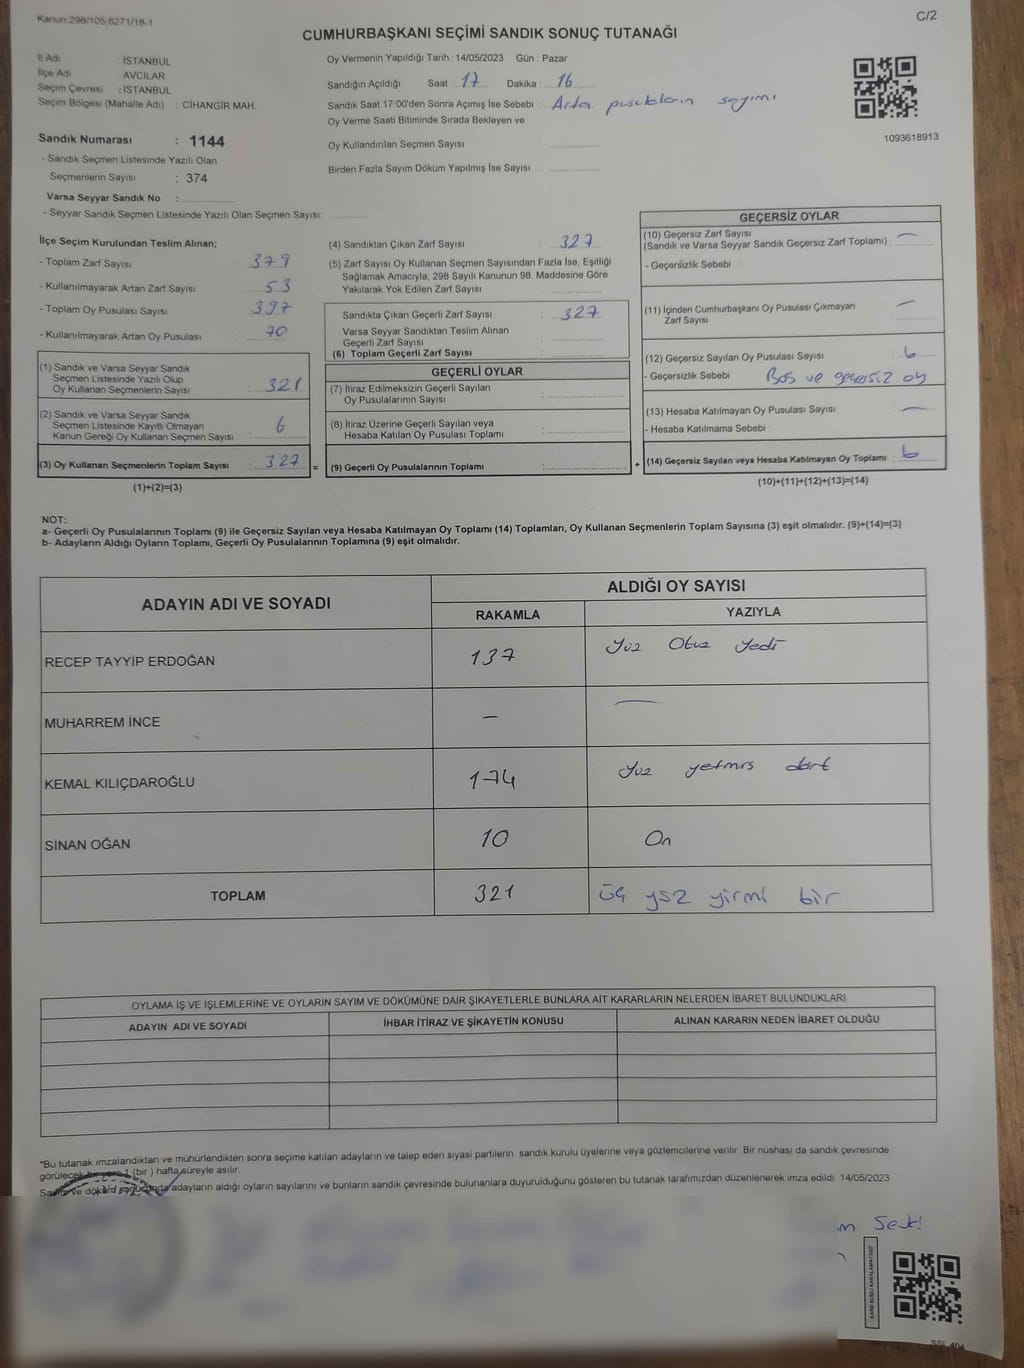 Kanun:298/105,6271/18-1
C/2
CUMHURBAŞKANI SEÇİMİ SANDIK SONUÇ TUTANAĞI
İl Adı : İSTANBUL
İlçe Adı : AVCILAR
Seçim Çevresi : İSTANBUL
Seçim Bölgesi (Mahalle Adı) : CİHANGİR MAH.
Oy Vermenin Yapıldığı Tarih : 14/05/2023 Gün : Pazar
Sandığın Açıldığı Saat : 17 Dakika : 16
Sandık Saat 17:00'den Sonra Açımış İse Sebebi : Artan pusulaların sayımı
Oy Verme Saati Bitiminde Sırada Bekleyen ve
Oy Kullandırılan Seçmen Sayısı :
Birden Fazla Sayım Döküm Yapılmış İse Sayısı :
1093618913
Sandık Numarası : 1144
- Sandık Seçmen Listesinde Yazılı Olan
Seçmenlerin Sayısı : 374
Varsa Seyyar Sandık No :
- Seyyar Sandık Seçmen Listesinde Yazılı Olan Seçmen Sayısı:
İlçe Seçim Kurulundan Teslim Alınan;
- Toplam Zarf Sayısı : 379
- Kullanılmayarak Artan Zarf Sayısı : 53
- Toplam Oy Pusulası Sayısı : 397
- Kullanılmayarak Artan Oy Pusulası : 70
(1) Sandık ve Varsa Seyyar Sandık
Seçmen Listesinde Yazılı Olup
Oy Kullanan Seçmenlerin Sayısı : 321
(2) Sandık ve Varsa Seyyar Sandık
Seçmen Listesinde Kayıtlı Olmayan
Kanun Gereği Oy Kullanan Seçmen Sayısı : 6
(3) Oy Kullanan Seçmenlerin Toplam Sayısı : 327 =
(1)+(2)=(3)
(4) Sandıktan Çıkan Zarf Sayısı : 327
(5) Zarf Sayısı Oy Kullanan Seçmen Sayısından Fazla İse, Eşitliği
Sağlamak Amacıyla, 298 Sayılı Kanunun 98. Maddesine Göre
Yakılarak Yok Edilen Zarf Sayısı :
Sandıkta Çıkan Geçerli Zarf Sayısı : 327
Varsa Seyyar Sandıktan Teslim Alınan
Geçerli Zarf Sayısı :
(6) Toplam Geçerli Zarf Sayısı :
GEÇERLİ OYLAR
(7) İtiraz Edilmeksizin Geçerli Sayılan
Oy Pusulalarının Sayısı :
(8) İtiraz Üzerine Geçerli Sayılan veya
Hesaba Katılan Oy Pusulası Toplamı :
(9) Geçerli Oy Pusulalarının Toplamı : +
GEÇERSİZ OYLAR
(10) Geçersiz Zarf Sayısı
(Sandık ve Varsa Seyyar Sandık Geçersiz Zarf Toplamı) : —
- Geçersizlik Sebebi :
(11) İçinden Cumhurbaşkanı Oy Pusulası Çıkmayan
Zarf Sayısı : —
(12) Geçersiz Sayılan Oy Pusulası Sayısı : 6
- Geçersizlik Sebebi : Boş ve geçersiz oy
(13) Hesaba Katılmayan Oy Pusulası Sayısı : —
- Hesaba Katılmama Sebebi :
(14) Geçersiz Sayılan veya Hesaba Katılmayan Oy Toplamı : 6
(10)+(11)+(12)+(13)=(14)
NOT:
a- Geçerli Oy Pusulalarının Toplamı (9) ile Geçersiz Sayılan veya Hesaba Katılmayan Oy Toplamı (14) Toplamları, Oy Kullanan Seçmenlerin Toplam Sayısına (3) eşit olmalıdır. (9)+(14)=(3)
b- Adayların Aldığı Oyların Toplamı, Geçerli Oy Pusulalarının Toplamına (9) eşit olmalıdır.
ADAYIN ADI VE SOYADI
ALDIĞI OY SAYISI
RAKAMLA YAZIYLA
RECEP TAYYİP ERDOĞAN 137 Yüz Otuz Yedi
MUHARREM İNCE — —
KEMAL KILIÇDAROĞLU 174 Yüz yetmiş dört
SİNAN OĞAN 10 On
TOPLAM 321 üç yüz yirmi bir
OYLAMA İŞ VE İŞLEMLERİNE VE OYLARIN SAYIM VE DÖKÜMÜNE DAİR ŞİKAYETLERLE BUNLARA AİT KARARLARIN NELERDEN İBARET BULUNDUKLARI
ADAYIN ADI VE SOYADI İHBAR İTİRAZ VE ŞİKAYETİN KONUSU ALINAN KARARIN NEDEN İBARET OLDUĞU
*Bu tutanak imzalandıktan ve mühürlendikten sonra seçime katılan adayların ve talep eden siyasi partilerin sandık kurulu üyelerine veya gözlemcilerine verilir. Bir nüshası da sandık çevresinde
görülecek bir yere 1 (bir ) hafta süreyle asılır.
Sayım ve döküm sonucunda adayların aldığı oyların sayılarını ve bunların sandık çevresinde bulunanlara duyurulduğunu gösteren bu tutanak tarafımızdan düzenlenerek imza edildi. 14/05/2023
KARE KODU KARALAMAYINIZ!